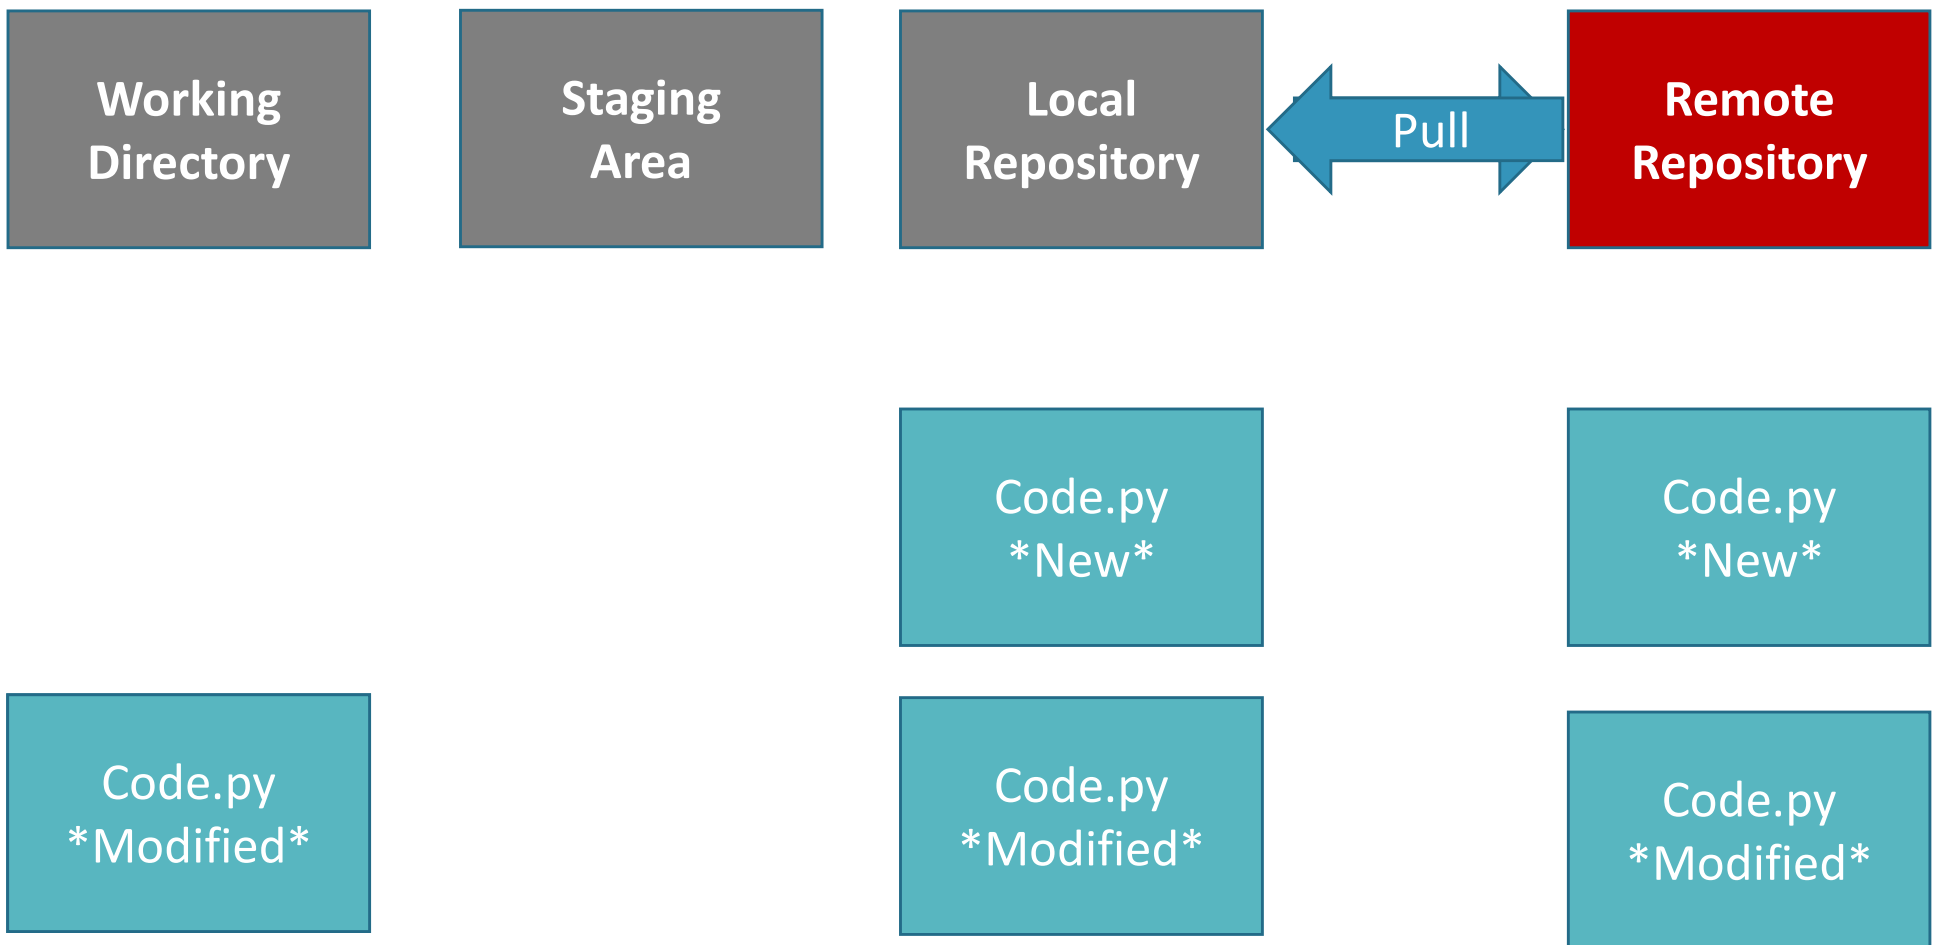 Working
Directory
Staging
Area
Local
Repository
Pull
Remote
Repository
Code.py
*New*
Code.py
*New*
Code.py
*Modified*
Code.py
*Modified*
Code.py
*Modified*